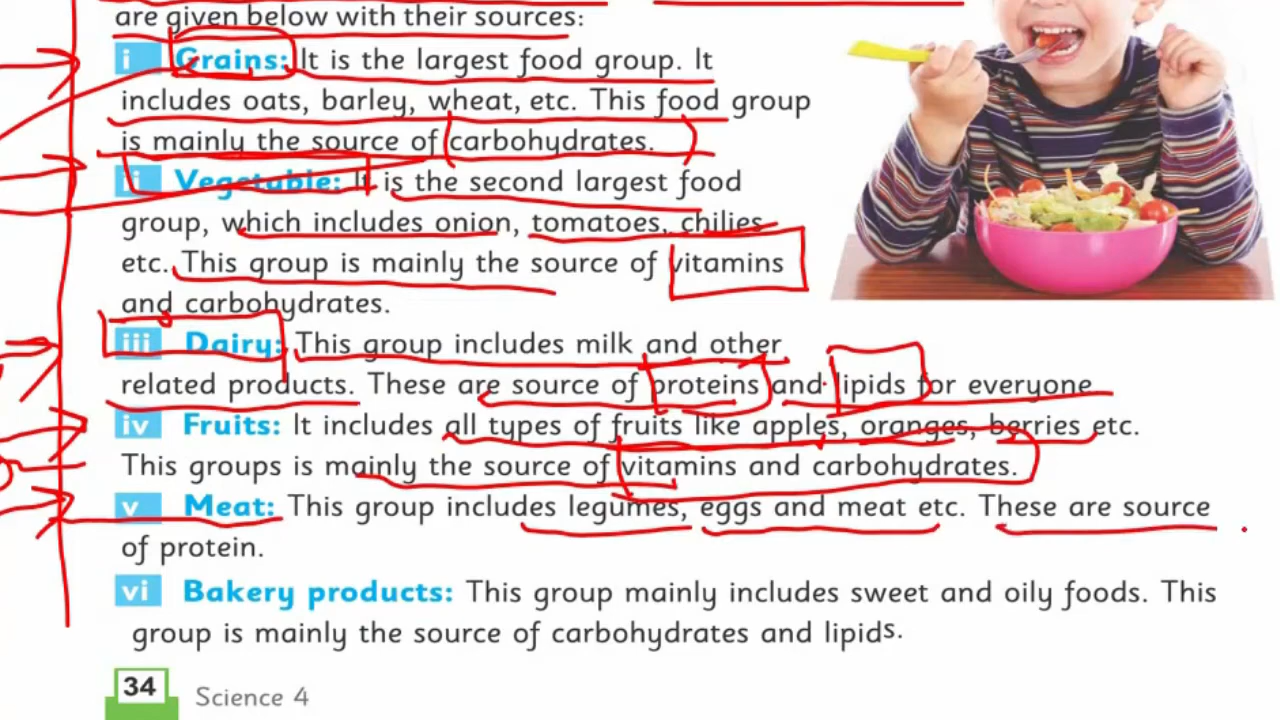 are given below with their sources:
i Grains: It is the largest food group. It
includes oats, barley, wheat, etc. This food group
is mainly the source of carbohydrates.
ii Vegetable: It is the second largest food
group, which includes onion, tomatoes, chilies
etc. This group is mainly the source of vitamins
and carbohydrates.
iii Dairy: This group includes milk and other
related products. These are source of proteins and lipids for everyone
iv Fruits: It includes all types of fruits like apples, oranges, berries etc.
This groups is mainly the source of vitamins and carbohydrates.
v Meat: This group includes legumes, eggs and meat etc. These are source
of protein.
vi Bakery products: This group mainly includes sweet and oily foods. This
group is mainly the source of carbohydrates and lipids.
34 Science 4